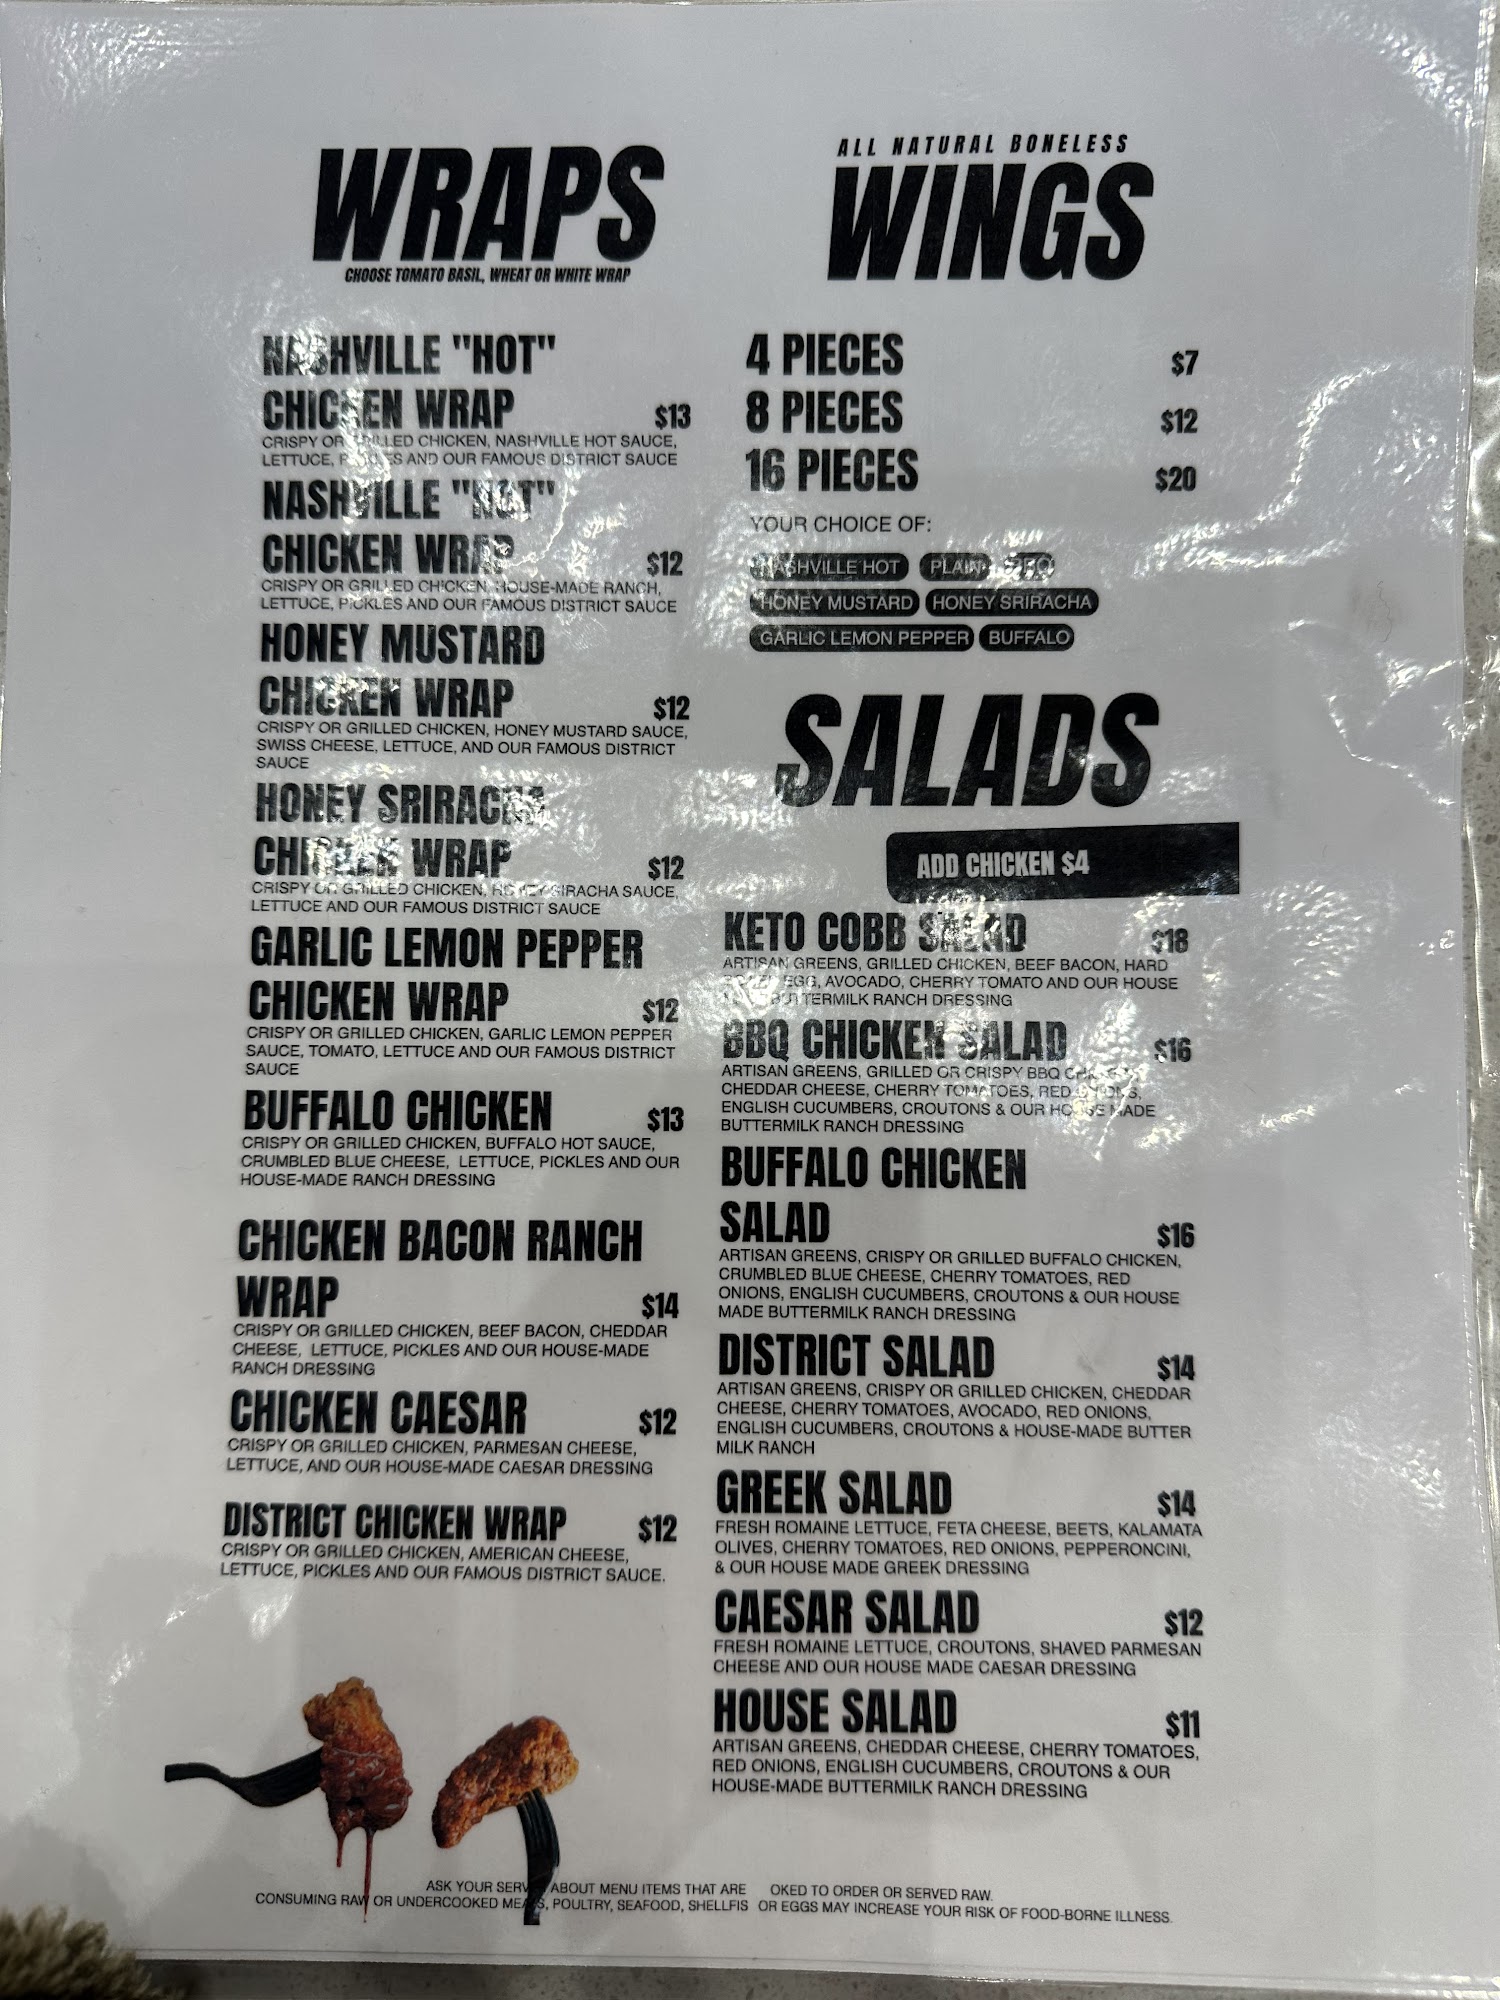 WRAPS
CHOOSE TOMATO BASIL, WHEAT OR WHITE WRAP
NASHVILLE "HOT"
CHICKEN WRAP $13
CRISPY OR GRILLED CHICKEN, NASHVILLE HOT SAUCE,
LETTUCE, PICKLES AND OUR FAMOUS DISTRICT SAUCE
NASHVILLE "NOT"
CHICKEN WRAP $12
CRISPY OR GRILLED CHICKEN, HOUSE-MADE RANCH,
LETTUCE, PICKLES AND OUR FAMOUS DISTRICT SAUCE
HONEY MUSTARD
CHICKEN WRAP $12
CRISPY OR GRILLED CHICKEN, HONEY MUSTARD SAUCE,
SWISS CHEESE, LETTUCE, AND OUR FAMOUS DISTRICT
SAUCE
HONEY SRIRACHA
CHICKEN WRAP $12
CRISPY OR GRILLED CHICKEN, HONEY SIRACHA SAUCE,
LETTUCE AND OUR FAMOUS DISTRICT SAUCE
GARLIC LEMON PEPPER
CHICKEN WRAP $12
CRISPY OR GRILLED CHICKEN, GARLIC LEMON PEPPER
SAUCE, TOMATO, LETTUCE AND OUR FAMOUS DISTRICT
SAUCE
BUFFALO CHICKEN $13
CRISPY OR GRILLED CHICKEN, BUFFALO HOT SAUCE,
CRUMBLED BLUE CHEESE, LETTUCE, PICKLES AND OUR
HOUSE-MADE RANCH DRESSING
CHICKEN BACON RANCH
WRAP $14
CRISPY OR GRILLED CHICKEN, BEEF BACON, CHEDDAR
CHEESE, LETTUCE, PICKLES AND OUR HOUSE-MADE
RANCH DRESSING
CHICKEN CAESAR $12
CRISPY OR GRILLED CHICKEN, PARMESAN CHEESE,
LETTUCE, AND OUR HOUSE-MADE CAESAR DRESSING
DISTRICT CHICKEN WRAP $12
CRISPY OR GRILLED CHICKEN, AMERICAN CHEESE,
LETTUCE, PICKLES AND OUR FAMOUS DISTRICT SAUCE.
ALL NATURAL BONELESS
WINGS
4 PIECES $7
8 PIECES $12
16 PIECES $20
YOUR CHOICE OF:
NASHVILLE HOT PLAIN BBQ
HONEY MUSTARD HONEY SRIRACHA
GARLIC LEMON PEPPER BUFFALO
SALADS
ADD CHICKEN $4
KETO COBB SALAD $18
ARTISAN GREENS, GRILLED CHICKEN, BEEF BACON, HARD
EGG, AVOCADO, CHERRY TOMATO AND OUR HOUSE
BUTTERMILK RANCH DRESSING
BBQ CHICKEN SALAD $16
ARTISAN GREENS, GRILLED OR CRISPY BBQ CHICKEN,
CHEDDAR CHEESE, CHERRY TOMATOES, RED ONIONS,
ENGLISH CUCUMBERS, CROUTONS & OUR HOUSE MADE
BUTTERMILK RANCH DRESSING
BUFFALO CHICKEN
SALAD $16
ARTISAN GREENS, CRISPY OR GRILLED BUFFALO CHICKEN,
CRUMBLED BLUE CHEESE, CHERRY TOMATOES, RED
ONIONS, ENGLISH CUCUMBERS, CROUTONS & OUR HOUSE
MADE BUTTERMILK RANCH DRESSING
DISTRICT SALAD $14
ARTISAN GREENS, CRISPY OR GRILLED CHICKEN, CHEDDAR
CHEESE, CHERRY TOMATOES, AVOCADO, RED ONIONS,
ENGLISH CUCUMBERS, CROUTONS & HOUSE-MADE BUTTER
MILK RANCH
GREEK SALAD $14
FRESH ROMAINE LETTUCE, FETA CHEESE, BEETS, KALAMATA
OLIVES, CHERRY TOMATOES, RED ONIONS, PEPPERONCINI,
& OUR HOUSE MADE GREEK DRESSING
CAESAR SALAD $12
FRESH ROMAINE LETTUCE, CROUTONS, SHAVED PARMESAN
CHEESE AND OUR HOUSE MADE CAESAR DRESSING
HOUSE SALAD $11
ARTISAN GREENS, CHEDDAR CHEESE, CHERRY TOMATOES,
RED ONIONS, ENGLISH CUCUMBERS, CROUTONS & OUR
HOUSE-MADE BUTTERMILK RANCH DRESSING
ASK YOUR SERV ABOUT MENU ITEMS THAT ARE OKED TO ORDER OR SERVED RAW.
CONSUMING RAW OR UNDERCOOKED MEATS, POULTRY, SEAFOOD, SHELLFIS OR EGGS MAY INCREASE YOUR RISK OF FOOD-BORNE ILLNESS.